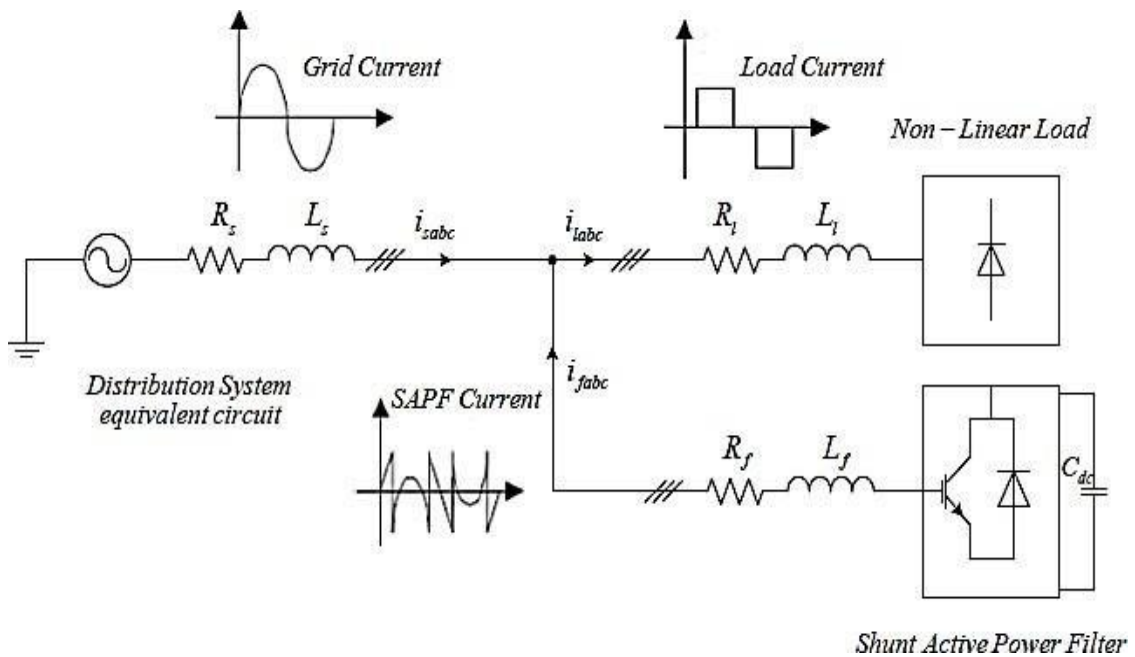 Grid Current
Load Current
Non – Linear Load
R_s
L_s
i_sabc
i_labc
R_l
L_l
Distribution System
equivalent circuit
SAPF Current
i_fabc
R_f
L_f
C_dc
Shunt Active Power Filter